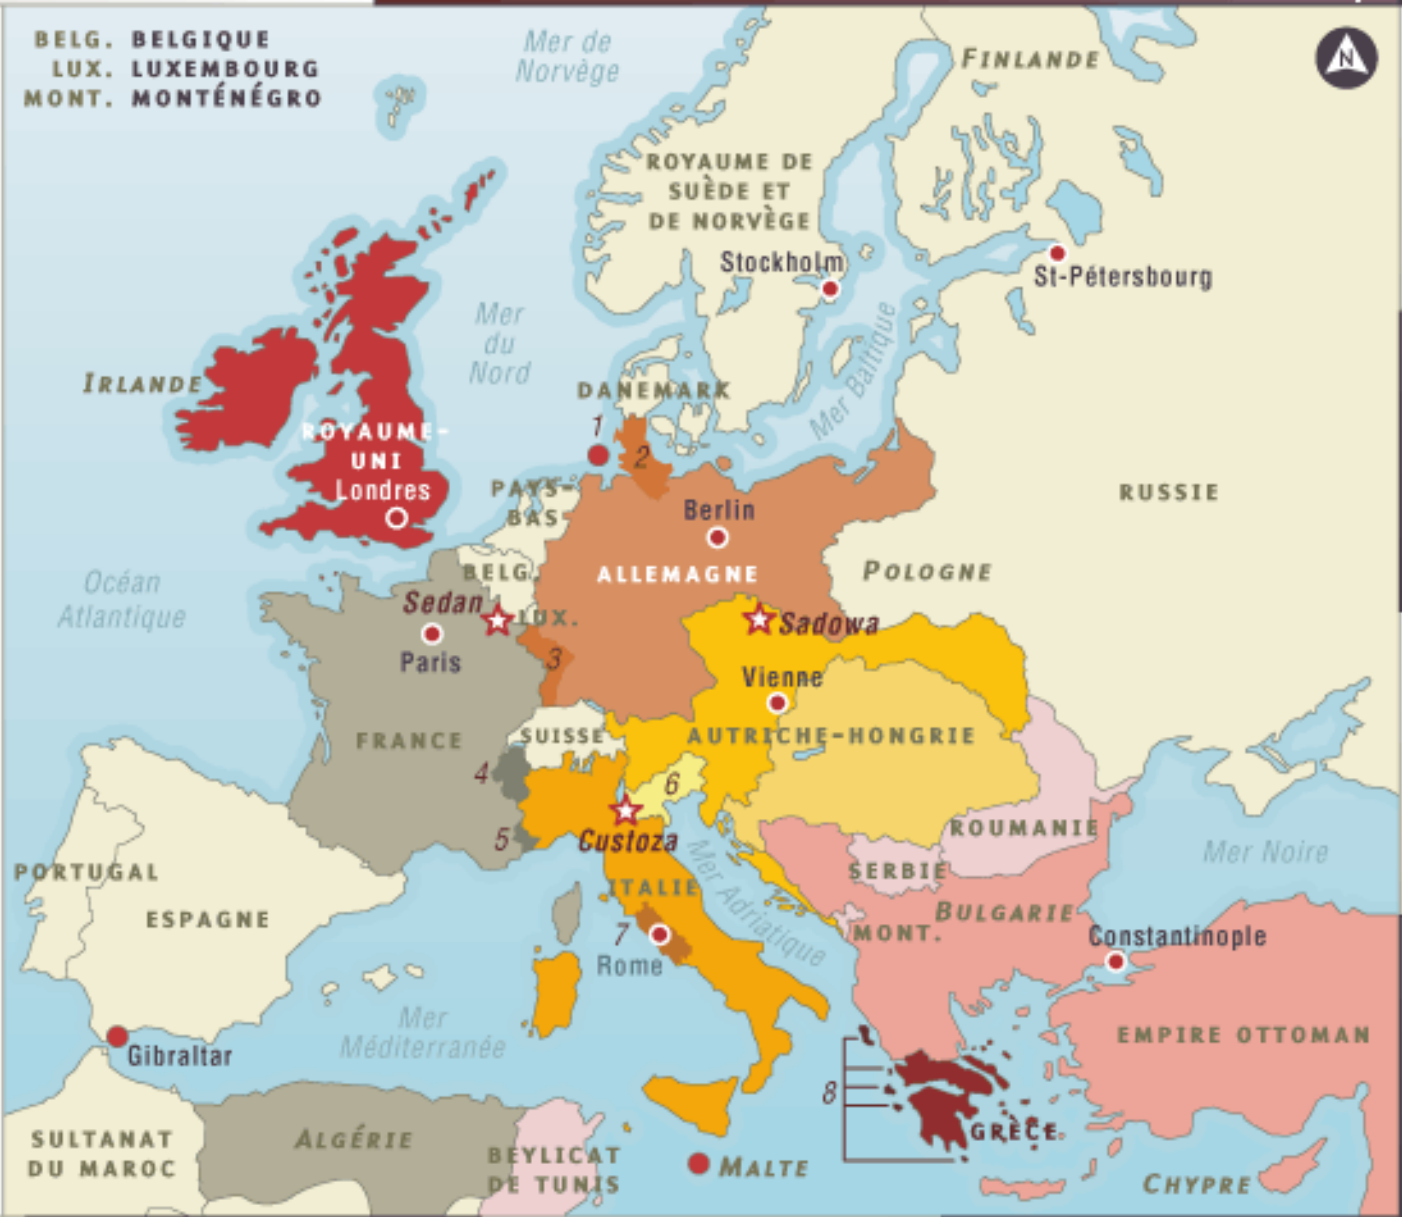 BELG. BELGIQUE
LUX. LUXEMBOURG
MONT. MONTÉNÉGRO
Mer de
Norvège
FINLANDE
N
ROYAUME DE
SUÈDE ET
DE NORVÈGE
Stockholm
St-Pétersbourg
Mer
du
Nord
Mer Baltique
IRLANDE
DANEMARK
1
2
ROYAUME-
UNI
Londres
PAYS-
BAS
Berlin
RUSSIE
Océan
Atlantique
BELG.
ALLEMAGNE
POLOGNE
Sedan
LUX.
Sadowa
Paris
3
Vienne
FRANCE
SUISSE
AUTRICHE-HONGRIE
4
6
5
Custoza
ROUMANIE
Mer Noire
PORTUGAL
SERBIE
ITALIE
Mer Adriatique
ESPAGNE
BULGARIE
MONT.
Constantinople
7
Rome
Mer
Méditerranée
Gibraltar
EMPIRE OTTOMAN
8
GRÈCE
SULTANAT
DU MAROC
ALGÉRIE
BEYLICAT
DE TUNIS
MALTE
CHYPRE